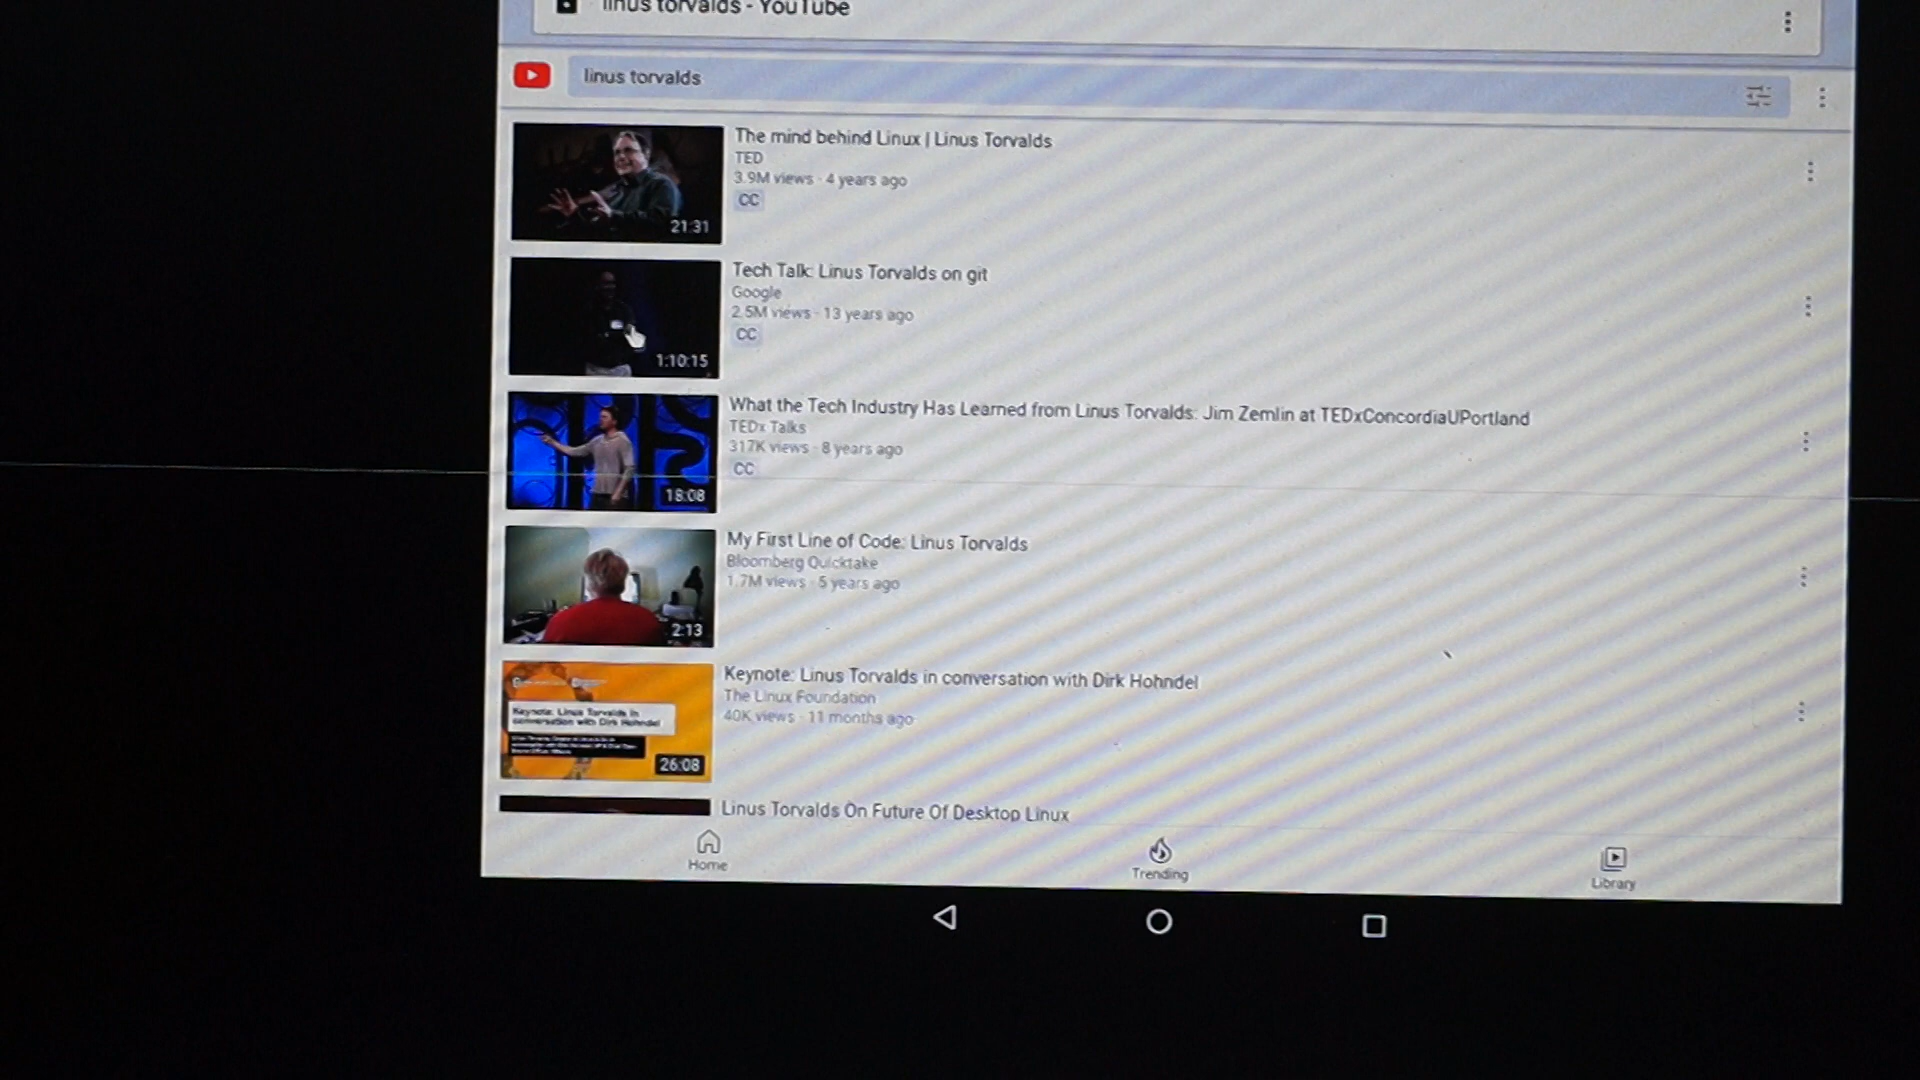 linus torvalds - YouTube
linus torvalds
The mind behind Linux | Linus Torvalds
TED
3.9M views · 4 years ago
CC
21:31
Tech Talk: Linus Torvalds on git
Google
2.5M views · 13 years ago
CC
1:10:15
What the Tech Industry Has Learned from Linus Torvalds: Jim Zemlin at TEDxConcordiaUPortland
TEDx Talks
317K views · 8 years ago
CC
18:08
My First Line of Code: Linus Torvalds
Bloomberg Quicktake
1.7M views · 5 years ago
2:13
Keynote: Linus Torvalds in conversation with Dirk Hohndel
The Linux Foundation
40K views · 11 months ago
Keynote: Linus Torvalds in
conversation with Dirk Hohndel
26:08
Linus Torvalds On Future Of Desktop Linux
Home
Trending
Library